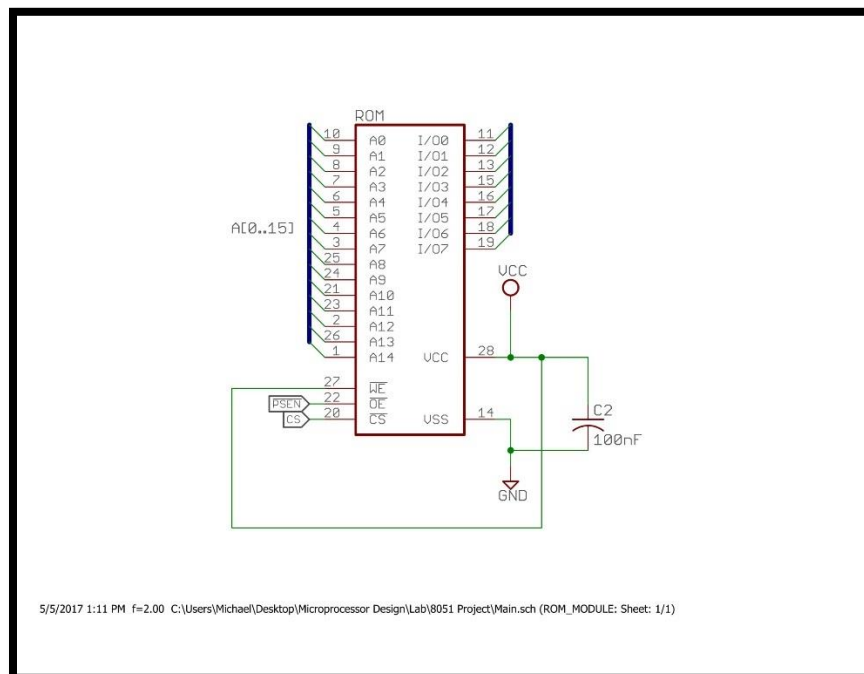 ROM
10 A0 I/O0 11
9 A1 I/O1 12
8 A2 I/O2 13
7 A3 I/O3 15
6 A4 I/O4 16
5 A5 I/O5 17
4 A6 I/O6 18
3 A7 I/O7 19
A[0..15]
25 A8
24 A9
21 A10
23 A11
2 A12
26 A13
1 A14 VCC 28
VCC
27 WE
PSEN 22 OE
CS 20 CS VSS 14
C2
100nF
GND
5/5/2017 1:11 PM f=2.00 C:\Users\Michael\Desktop\Microprocessor Design\Lab\8051 Project\Main.sch (ROM_MODULE: Sheet: 1/1)